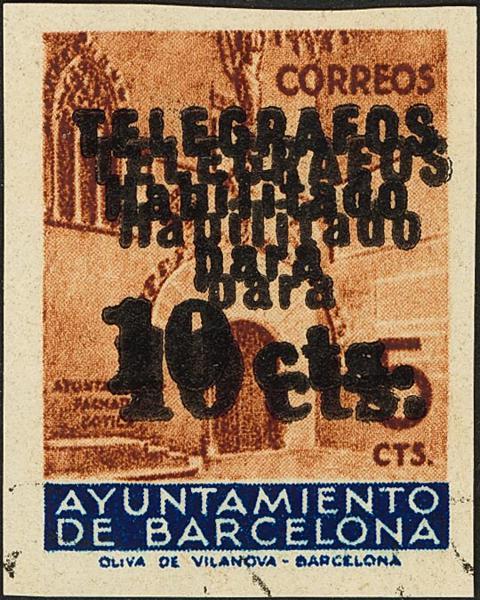 CORREOS
TELEGRAFOS
TELEGRAFOS
Habilitado
Habilitado
para
para
10 cts.
10 cts.
5
CTS.
AYUNTAMIENTO
DE BARCELONA
OLIVA DE VILANOVA - BARCELONA